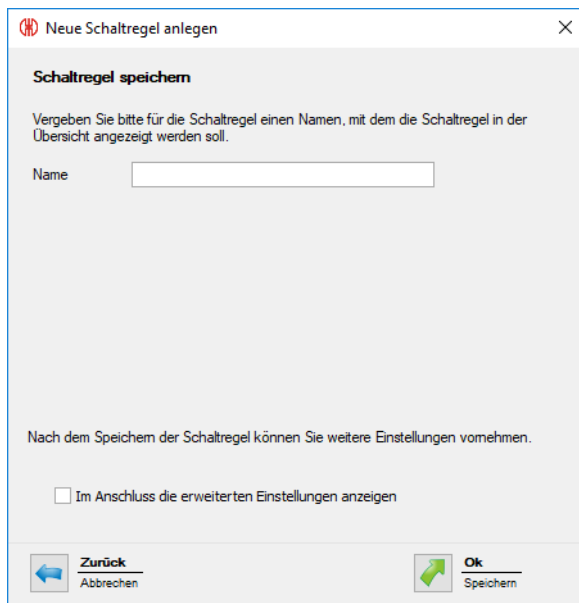 Neue Schaltregel anlegen
Schaltregel speichern
Vergeben Sie bitte für die Schaltregel einen Namen, mit dem die Schaltregel in der
Übersicht angezeigt werden soll.
Name
Nach dem Speichern der Schaltregel können Sie weitere Einstellungen vornehmen.
Im Anschluss die erweiterten Einstellungen anzeigen
Zurück
Abbrechen
Ok
Speichern